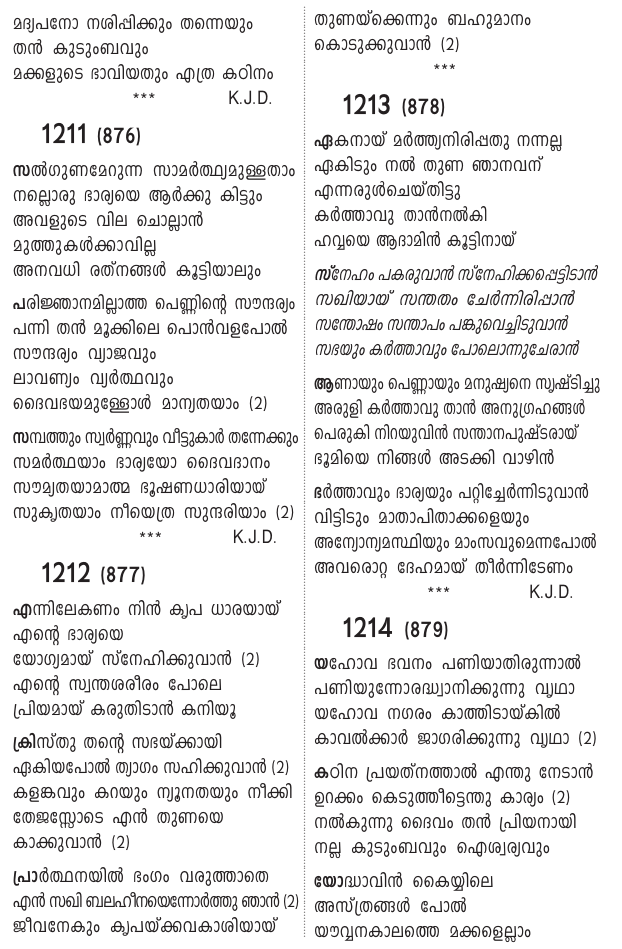 മദ്യപനോ നശിപ്പിക്കും തന്നെയും
തൻ കുടുംബവും
മക്കളുടെ ഭാവിയതും എത്ര കഠിനം
*** K.J.D.
1211 (876)
സൽഗുണമേറുന്ന സാമർത്ഥ്യമുള്ളതാം
നല്ലൊരു ഭാര്യയെ ആർക്കു കിട്ടും
അവളുടെ വില ചൊല്ലാൻ
മുത്തുകൾക്കാവില്ല
അനവധി രത്നങ്ങൾ കൂട്ടിയാലും
പരിജ്ഞാനമില്ലാത്ത പെണ്ണിന്റെ സൗന്ദര്യം
പന്നി തൻ മൂക്കിലെ പൊൻവളപോൽ
സൗന്ദര്യം വ്യാജവും
ലാവണ്യം വ്യർത്ഥവും
ദൈവഭയമുള്ളോൾ മാന്യതയാം (2)
സമ്പത്തും സ്വർണ്ണവും വീട്ടുകാർ തന്നേക്കും
സമർത്ഥയാം ഭാര്യയോ ദൈവദാനം
സൗമ്യതയാമാത്മ ഭൂഷണധാരിയായ്
സുകൃതയാം നീയെത്ര സുന്ദരിയാം (2)
*** K.J.D.
1212 (877)
എന്നിലേകണം നിൻ കൃപ ധാരയായ്
എന്റെ ഭാര്യയെ
യോഗ്യമായ് സ്നേഹിക്കുവാൻ (2)
എന്റെ സ്വന്തശരീരം പോലെ
പ്രിയമായ് കരുതിടാൻ കനിയൂ
ക്രിസ്തു തന്റെ സഭയ്ക്കായി
ഏകിയപോൽ ത്യാഗം സഹിക്കുവാൻ (2)
കളങ്കവും കറയും ന്യൂനതയും നീക്കി
തേജസ്സോടെ എൻ തുണയെ
കാക്കുവാൻ (2)
പ്രാർത്ഥനയിൽ ഭംഗം വരുത്താതെ
എൻ സഖി ബലഹീനയെന്നോർത്തു ഞാൻ (2)
ജീവനേകും കൃപയ്ക്കവകാശിയായ്
തുണയ്ക്കെന്നും ബഹുമാനം
കൊടുക്കുവാൻ (2)
***
1213 (878)
ഏകനായ് മർത്ത്യനിരിപ്പതു നന്നല്ല
ഏകിടും നൽ തുണ ഞാനവന്
എന്നരുൾചെയ്തിട്ടു
കർത്താവു താൻനൽകി
ഹവ്വയെ ആദാമിൻ കൂട്ടിനായ്
സ്നേഹം പകരുവാൻ സ്നേഹിക്കപ്പെട്ടിടാൻ
സഖിയായ് സന്തതം ചേർന്നിരിപ്പാൻ
സന്തോഷം സന്താപം പങ്കുവെച്ചിടുവാൻ
സഭയും കർത്താവും പോലൊന്നുചേരാൻ
ആണായും പെണ്ണായും മനുഷ്യനെ സൃഷ്ടിച്ചു
അരുളി കർത്താവു താൻ അനുഗ്രഹങ്ങൾ
പെരുകി നിറയുവിൻ സന്താനപുഷ്ടരായ്
ഭൂമിയെ നിങ്ങൾ അടക്കി വാഴിൻ
ഭർത്താവും ഭാര്യയും പറ്റിച്ചേർന്നിടുവാൻ
വിട്ടിടും മാതാപിതാക്കളെയും
അന്യോന്യമസ്ഥിയും മാംസവുമെന്നപോൽ
അവരൊറ്റ ദേഹമായ് തീർന്നിടേണം
*** K.J.D.
1214 (879)
യഹോവ ഭവനം പണിയാതിരുന്നാൽ
പണിയുന്നോരദ്ധ്വാനിക്കുന്നു വൃഥാ
യഹോവ നഗരം കാത്തിടായ്കിൽ
കാവൽക്കാർ ജാഗരിക്കുന്നു വൃഥാ (2)
കഠിന പ്രയത്നത്താൽ എന്തു നേടാൻ
ഉറക്കം കെടുത്തീട്ടെന്തു കാര്യം (2)
നൽകുന്നു ദൈവം തൻ പ്രിയനായി
നല്ല കുടുംബവും ഐശ്വര്യവും
യോദ്ധാവിൻ കൈയ്യിലെ
അസ്ത്രങ്ങൾ പോൽ
യൗവ്വനകാലത്തെ മക്കളെല്ലാം